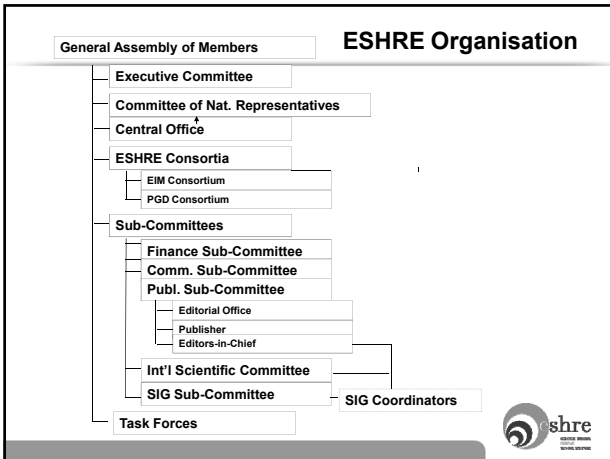 ESHRE Organisation
General Assembly of Members
Executive Committee
Committee of Nat. Representatives
Central Office
ESHRE Consortia
EIM Consortium
PGD Consortium
Sub-Committees
Finance Sub-Committee
Comm. Sub-Committee
Publ. Sub-Committee
Editorial Office
Publisher
Editors-in-Chief
Int'l Scientific Committee
SIG Sub-Committee
SIG Coordinators
Task Forces
eshre